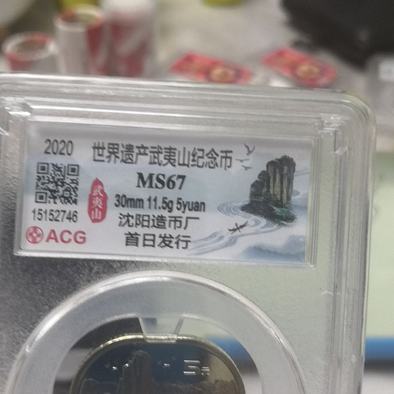 2020
世界遗产武夷山纪念币
MS67
武夷山
30mm 11.5g 5yuan
15152746
沈阳造币厂
ACG
首日发行